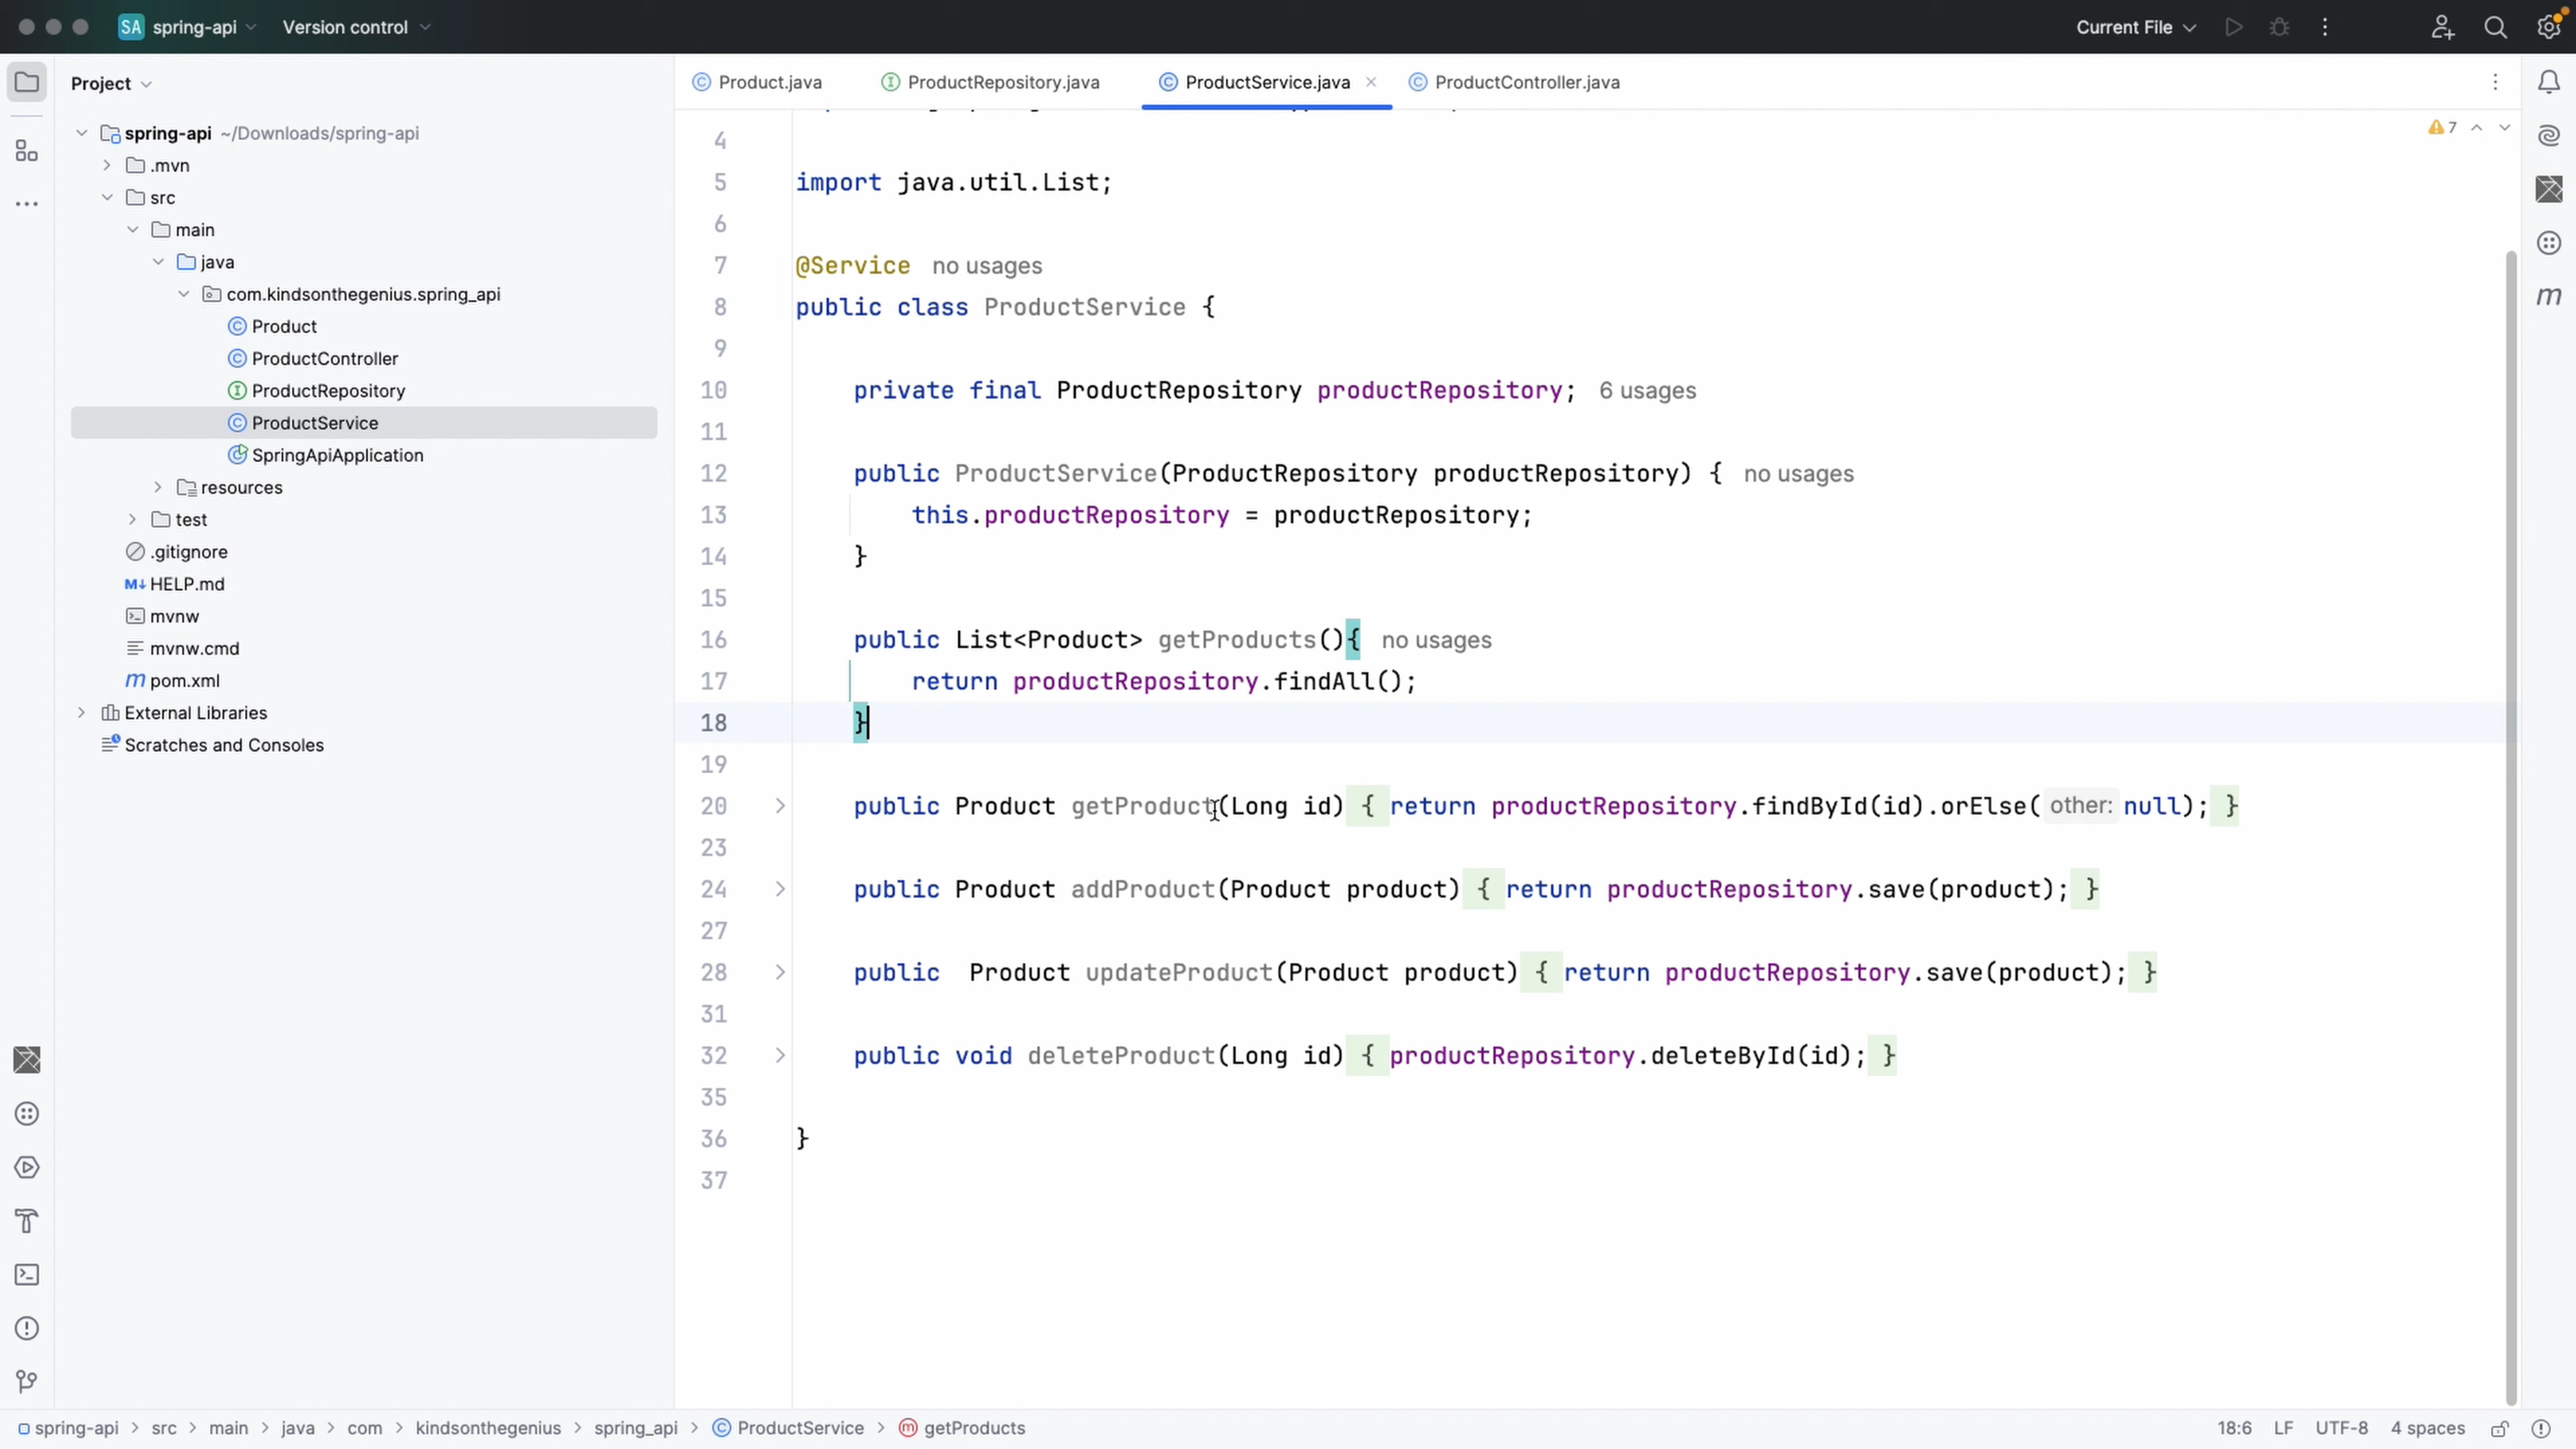 SA spring-api Version control Current File
Project
spring-api ~/Downloads/spring-api
.mvn
src
main
java
com.kindsonthegenius.spring_api
Product
ProductController
ProductRepository
ProductService
SpringApiApplication
resources
test
.gitignore
HELP.md
mvnw
mvnw.cmd
pom.xml
External Libraries
Scratches and Consoles
Product.java ProductRepository.java ProductService.java ProductController.java
7
4
5 import java.util.List;
6
7 @Service no usages
8 public class ProductService {
9
10 private final ProductRepository productRepository; 6 usages
11
12 public ProductService(ProductRepository productRepository) { no usages
13 this.productRepository = productRepository;
14 }
15
16 public List<Product> getProducts(){ no usages
17 return productRepository.findAll();
18 }
19
20 public Product getProduct(Long id) { return productRepository.findById(id).orElse( other: null); }
23
24 public Product addProduct(Product product) { return productRepository.save(product); }
27
28 public  Product updateProduct(Product product) { return productRepository.save(product); }
31
32 public void deleteProduct(Long id) { productRepository.deleteById(id); }
35
36 }
37
spring-api > src > main > java > com > kindsonthegenius > spring_api > ProductService > getProducts 18:6 LF UTF-8 4 spaces